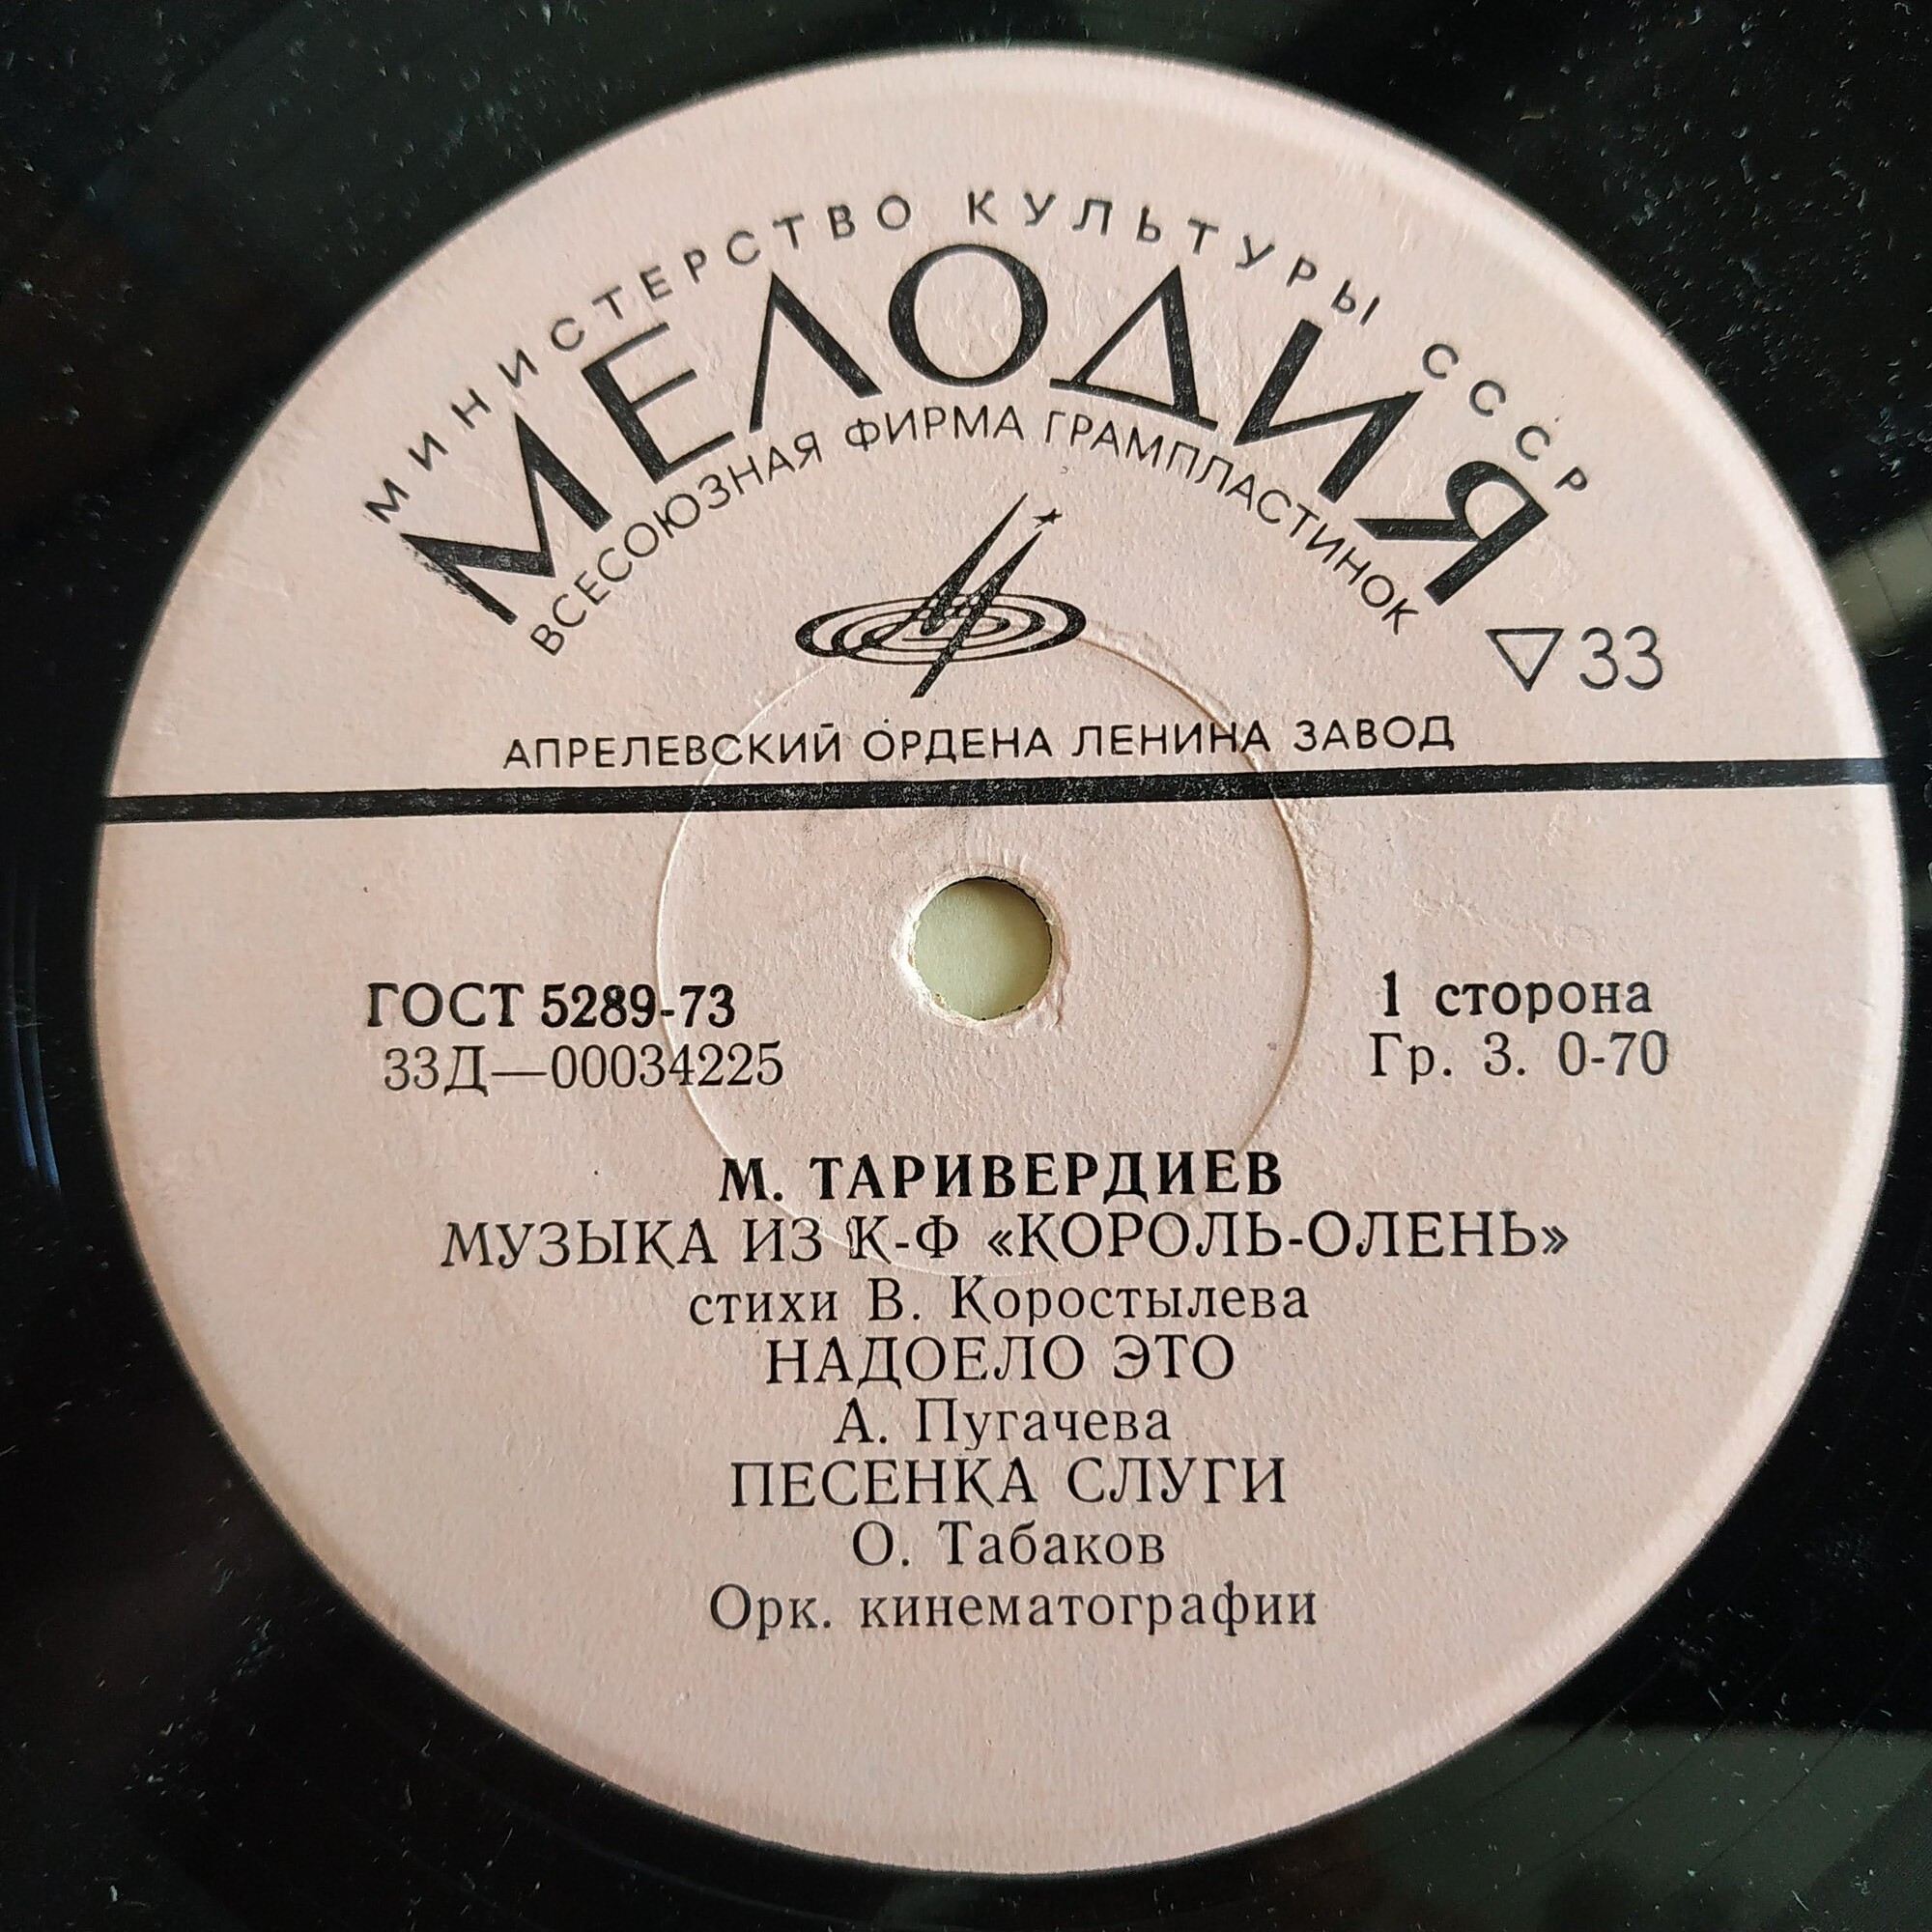 МИНИСТЕРСТВО КУЛЬТУРЫ СССР
МЕЛОДИЯ
ВСЕСОЮЗНАЯ ФИРМА ГРАМПЛАСТИНОК
33
АПРЕЛЕВСКИЙ ОРДЕНА ЛЕНИНА ЗАВОД
ГОСТ 5289-73
33Д—00034225
1 сторона
Гр. 3. 0-70
М. ТАРИВЕРДИЕВ
МУЗЫКА ИЗ К-Ф «КОРОЛЬ-ОЛЕНЬ»
стихи В. Коростылева
НАДОЕЛО ЭТО
А. Пугачева
ПЕСЕНКА СЛУГИ
О. Табаков
Орк. кинематографии